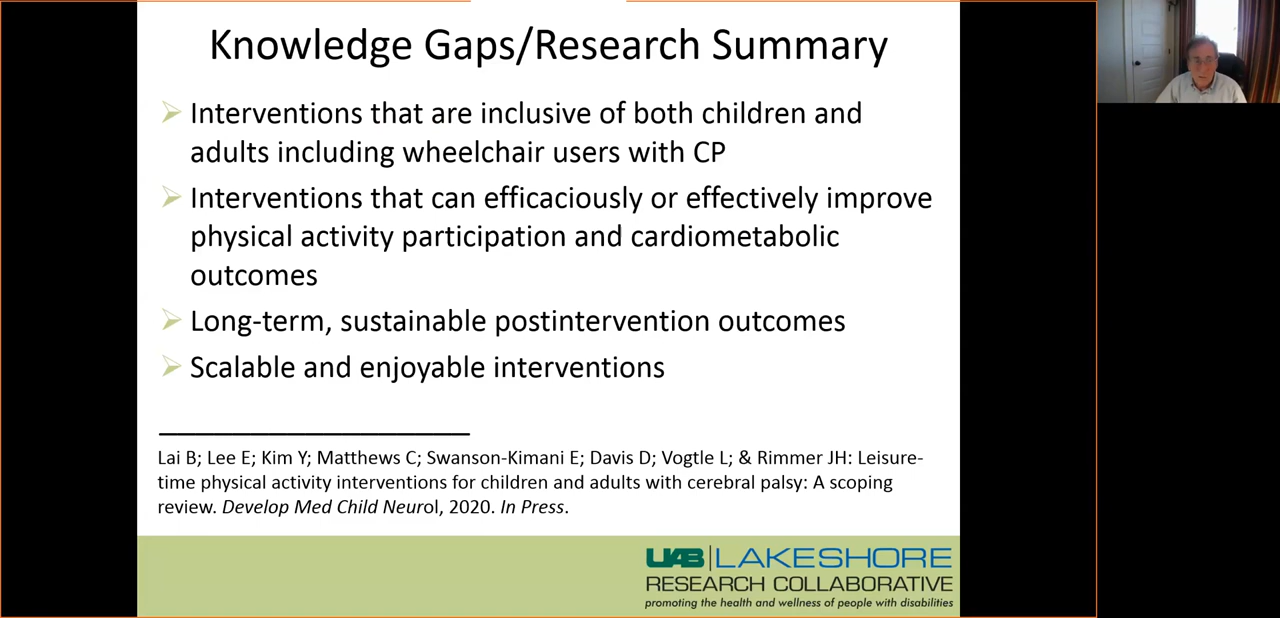 Knowledge Gaps/Research Summary
Interventions that are inclusive of both children and
adults including wheelchair users with CP
Interventions that can efficaciously or effectively improve
physical activity participation and cardiometabolic
outcomes
Long-term, sustainable postintervention outcomes
Scalable and enjoyable interventions
Lai B; Lee E; Kim Y; Matthews C; Swanson-Kimani E; Davis D; Vogtle L; & Rimmer JH: Leisure-
time physical activity interventions for children and adults with cerebral palsy: A scoping
review. Develop Med Child Neurol, 2020. In Press.
UAB LAKESHORE
RESEARCH COLLABORATIVE
promoting the health and wellness of people with disabilities